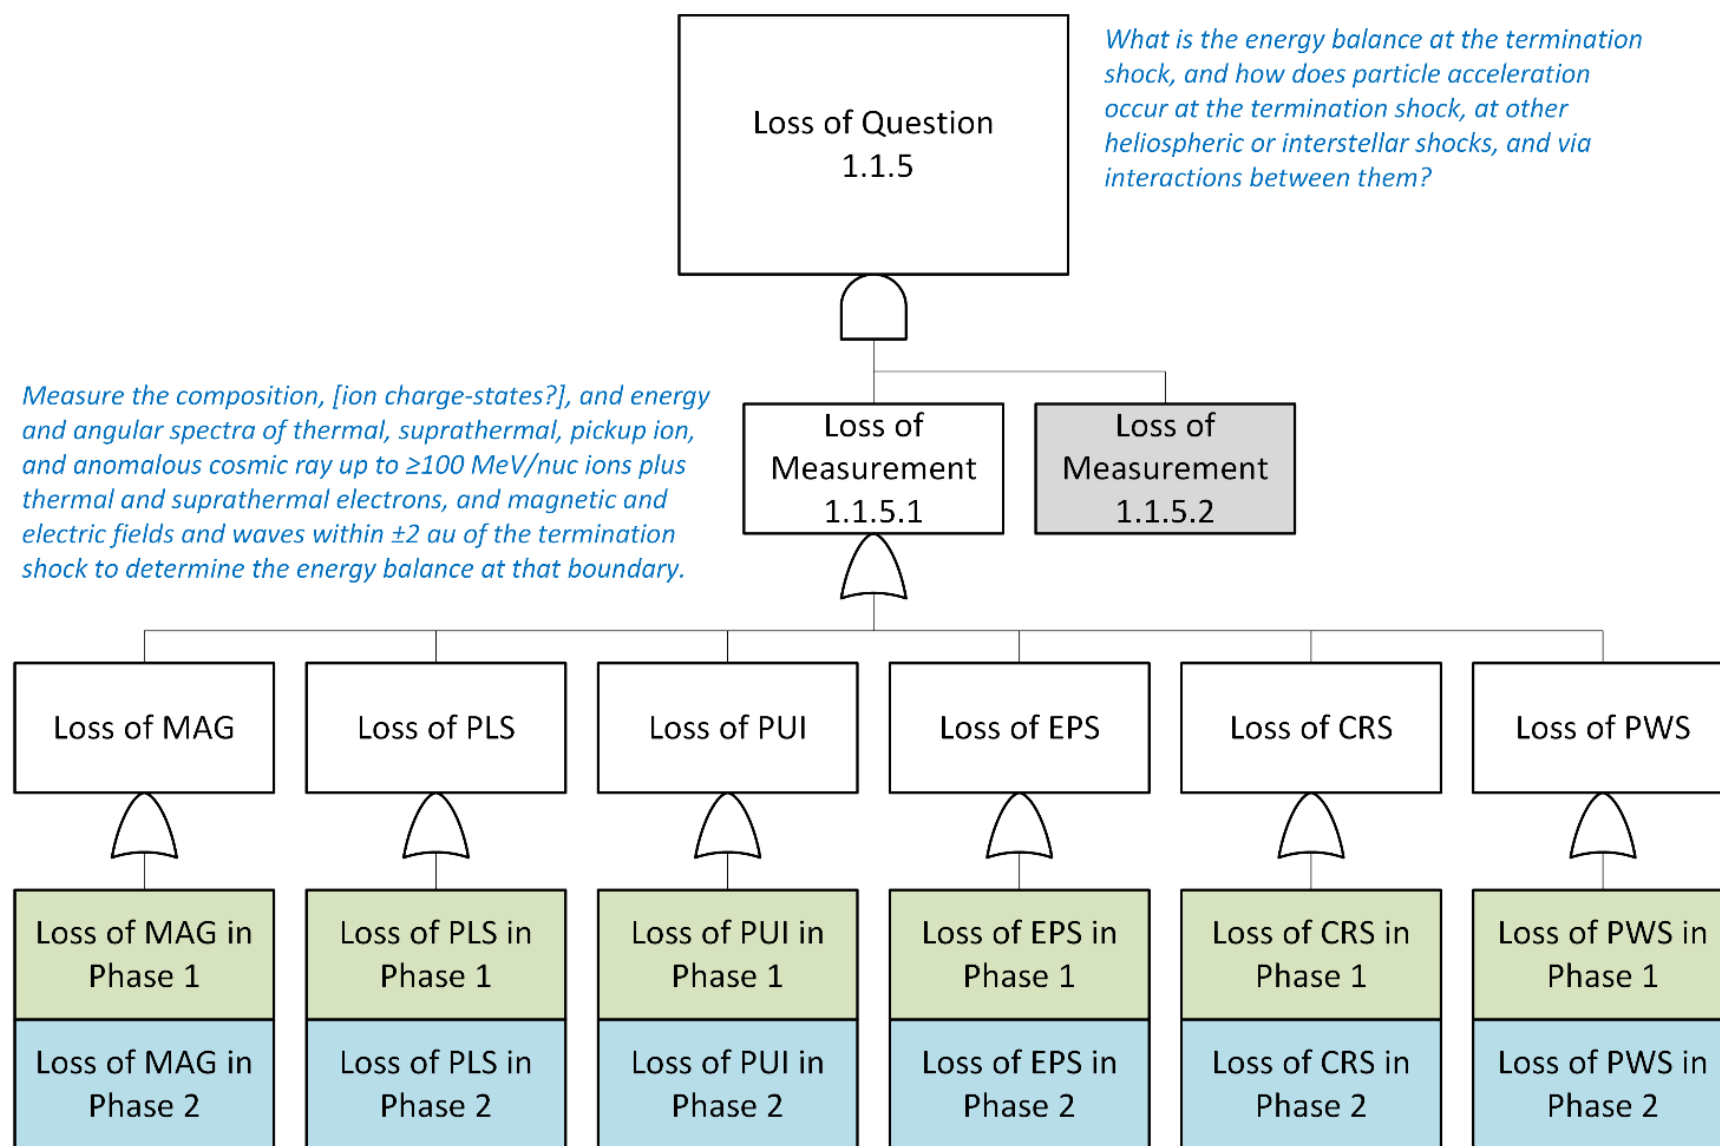 Loss of Question
1.1.5
What is the energy balance at the termination
shock, and how does particle acceleration
occur at the termination shock, at other
heliospheric or interstellar shocks, and via
interactions between them?
Measure the composition, [ion charge-states?], and energy
and angular spectra of thermal, suprathermal, pickup ion,
and anomalous cosmic ray up to ≥100 MeV/nuc ions plus
thermal and suprathermal electrons, and magnetic and
electric fields and waves within ±2 au of the termination
shock to determine the energy balance at that boundary.
Loss of
Measurement
1.1.5.1
Loss of
Measurement
1.1.5.2
Loss of MAG
Loss of PLS
Loss of PUI
Loss of EPS
Loss of CRS
Loss of PWS
Loss of MAG in
Phase 1
Loss of PLS in
Phase 1
Loss of PUI in
Phase 1
Loss of EPS in
Phase 1
Loss of CRS in
Phase 1
Loss of PWS in
Phase 1
Loss of MAG in
Phase 2
Loss of PLS in
Phase 2
Loss of PUI in
Phase 2
Loss of EPS in
Phase 2
Loss of CRS in
Phase 2
Loss of PWS in
Phase 2